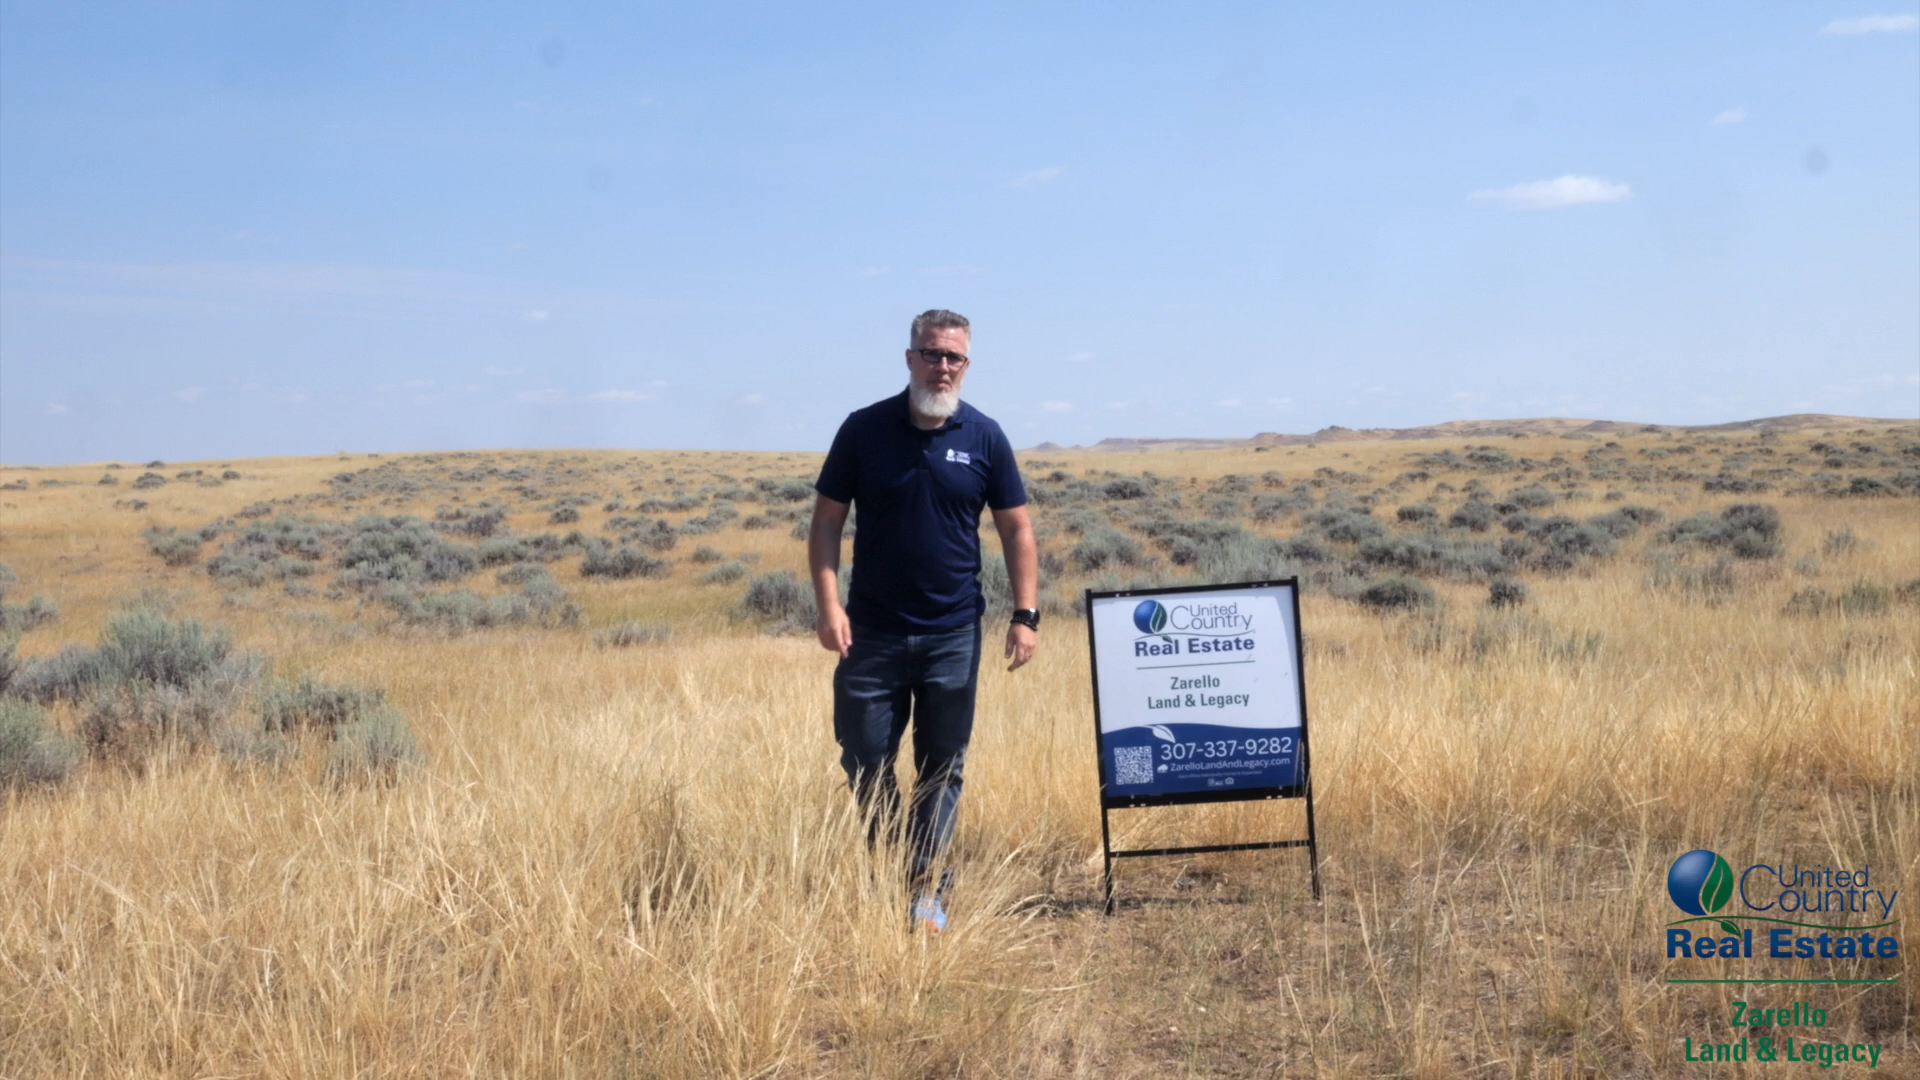 United
Country
Real Estate
Zarello
Land & Legacy
307-337-9282
ZarelloLandAndLegacy.com
United
Country
Real Estate
Zarello
Land & Legacy